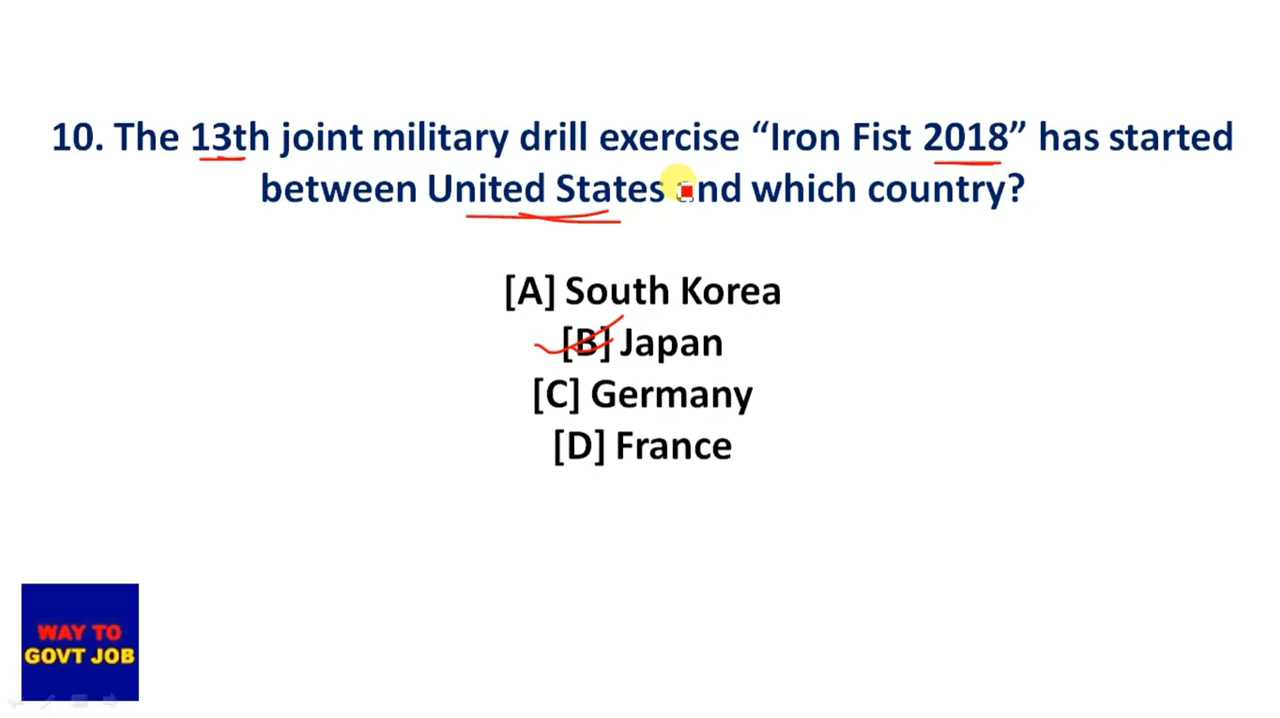 10. The 13th joint military drill exercise “Iron Fist 2018” has started
between United States and which country?
[A] South Korea
[B] Japan
[C] Germany
[D] France
WAY TO
GOVT JOB